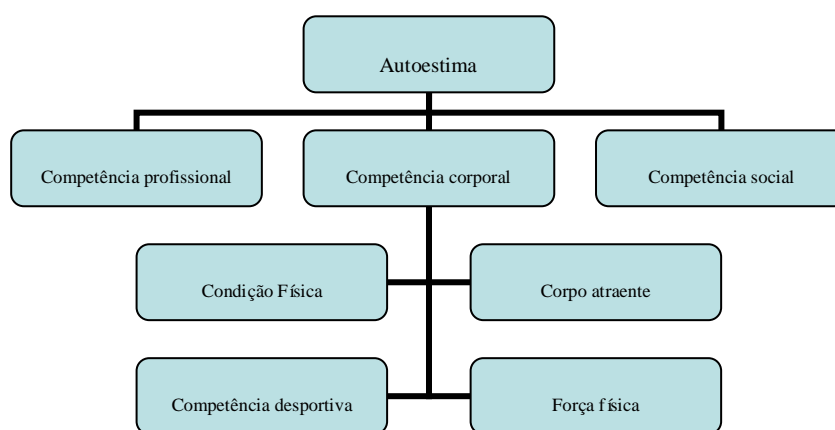 Autoestima
Competência profissional
Competência corporal
Competência social
Condição Física
Corpo atraente
Competência desportiva
Força física